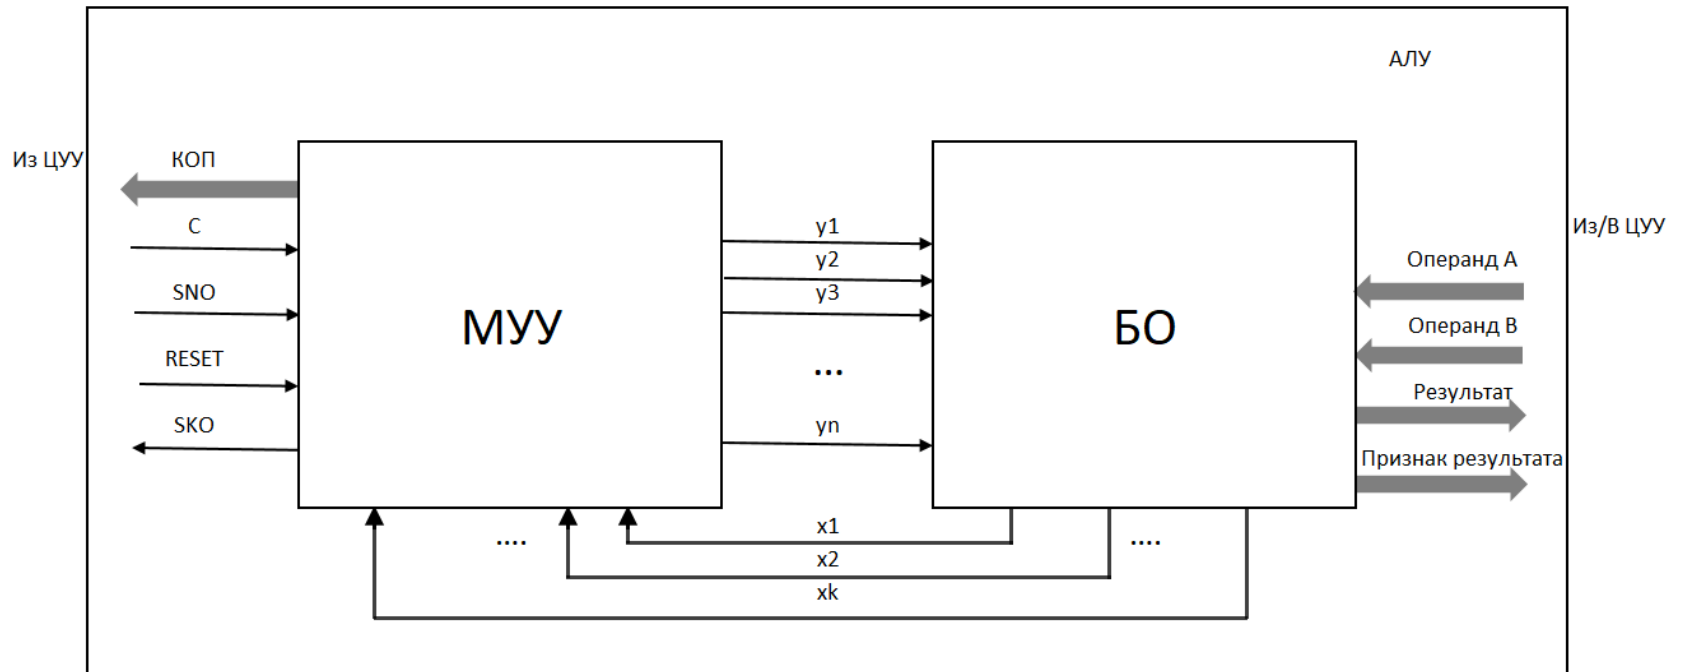 АЛУ
Из ЦУУ
КОП
С
SNO
RESET
SKO
МУУ
y1
y2
y3
...
yn
БО
Из/В ЦУУ
Операнд А
Операнд В
Результат
Признак результата
....
x1
x2
xk
....